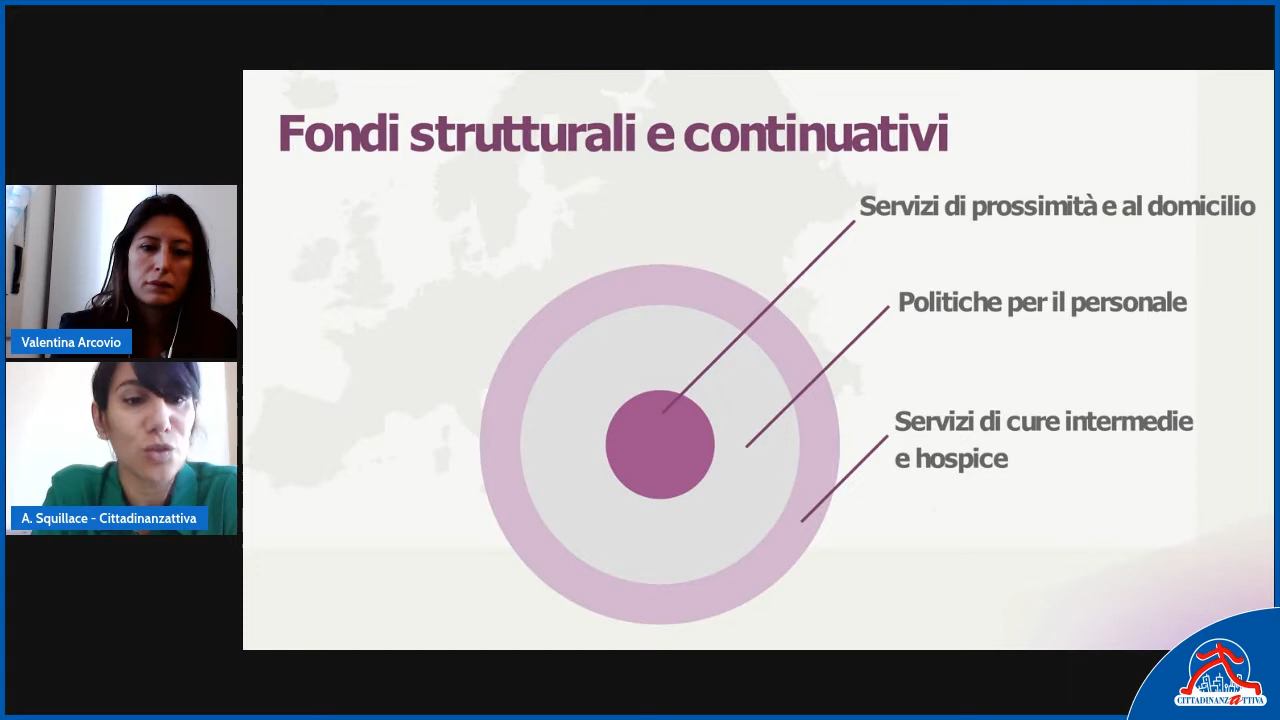 Fondi strutturali e continuativi
Servizi di prossimità e al domicilio
Politiche per il personale
Servizi di cure intermedie
e hospice
Valentina Arcovio
A. Squillace - Cittadinanzattiva
CITTADINANZATTIVA